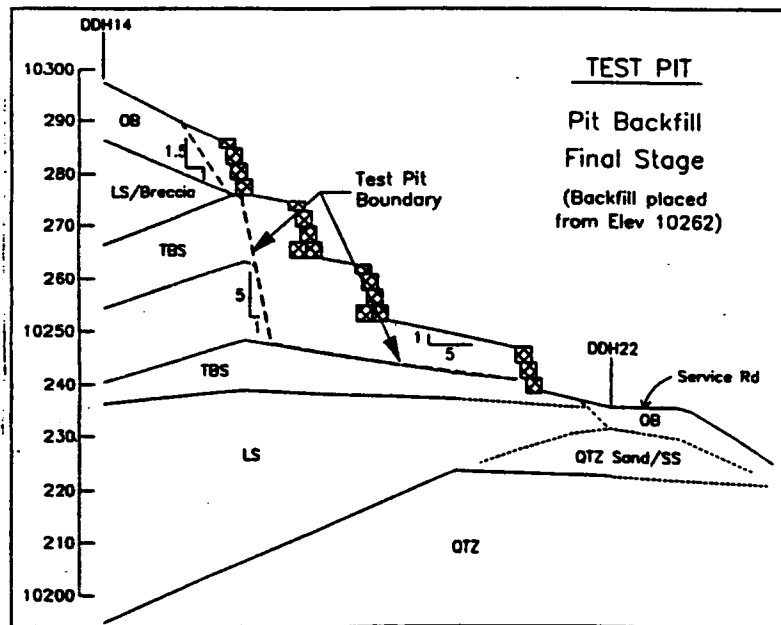 DDH14
10300
TEST PIT
290
OB
Pit Backfill
1.5
Final Stage
280
LS/Breccia
Test Pit
Boundary
(Backfill placed
from Elev 10262)
270
TBS
260
5
1
10250
1
5
DDH22
TBS
240
Service Rd
OB
230
LS
QTZ Sand/SS
220
210
QTZ
10200